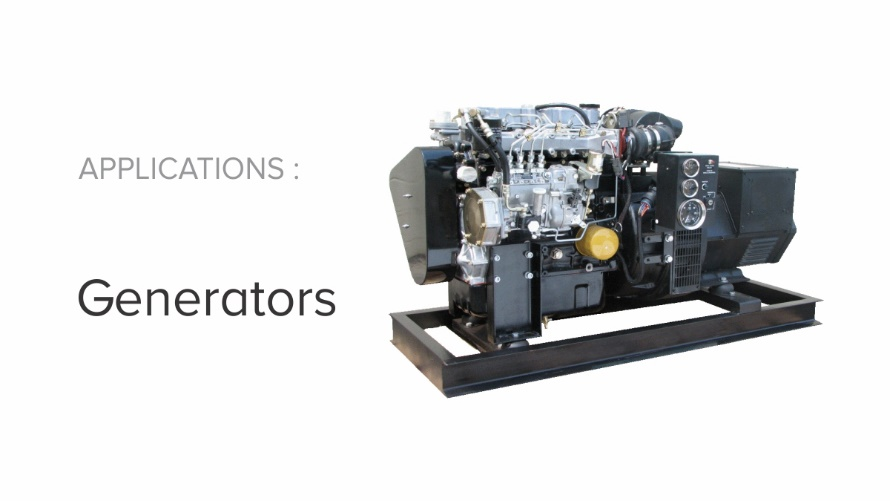 APPLICATIONS :
Generators